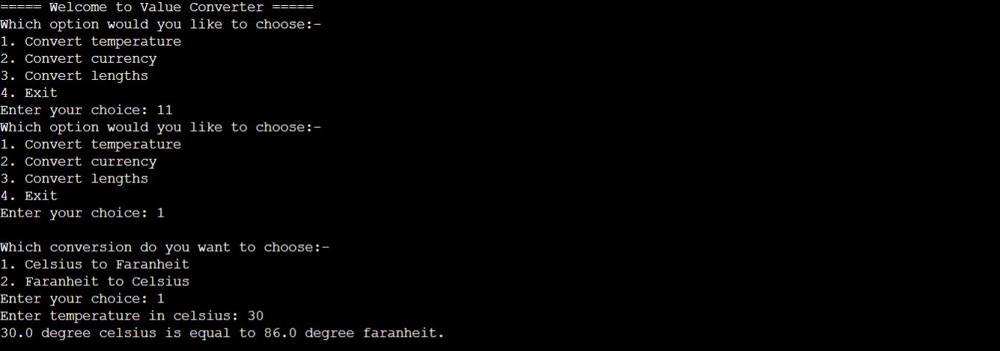 ===== Welcome to Value Converter =====
Which option would you like to choose:-
1. Convert temperature
2. Convert currency
3. Convert lengths
4. Exit
Enter your choice: 11
Which option would you like to choose:-
1. Convert temperature
2. Convert currency
3. Convert lengths
4. Exit
Enter your choice: 1
Which conversion do you want to choose:-
1. Celsius to Faranheit
2. Faranheit to Celsius
Enter your choice: 1
Enter temperature in celsius: 30
30.0 degree celsius is equal to 86.0 degree faranheit.